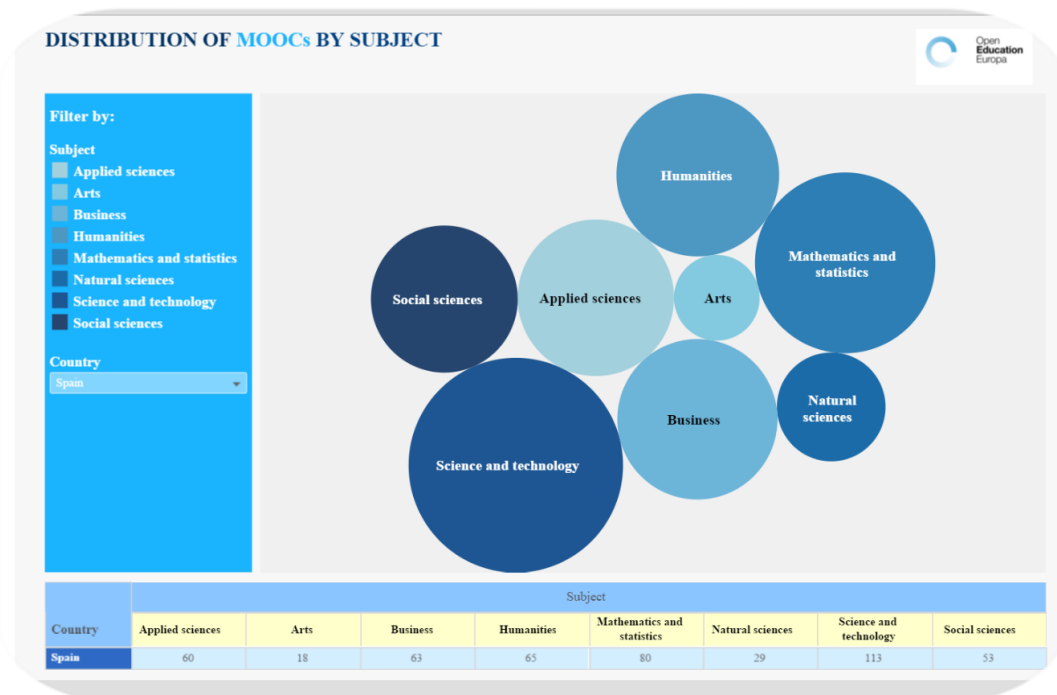 DISTRIBUTION OF MOOCs BY SUBJECT
Open
Education
Europa
Filter by:
Subject
Applied sciences
Arts
Business
Humanities
Mathematics and statistics
Natural sciences
Science and technology
Social sciences
Country
Spain
Humanities
Mathematics and
statistics
Social sciences
Applied sciences
Arts
Natural
sciences
Business
Science and technology
Subject
Country
Applied sciences
Arts
Business
Humanities
Mathematics and
statistics
Natural sciences
Science and
technology
Social sciences
Spain
60
18
63
65
80
29
113
53